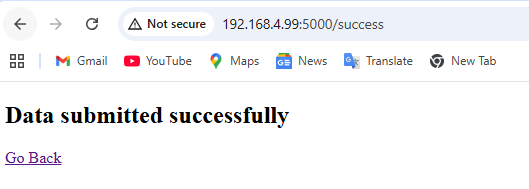 Not secure 192.168.4.99:5000/success
Gmail YouTube Maps News Translate New Tab
Data submitted successfully
Go Back